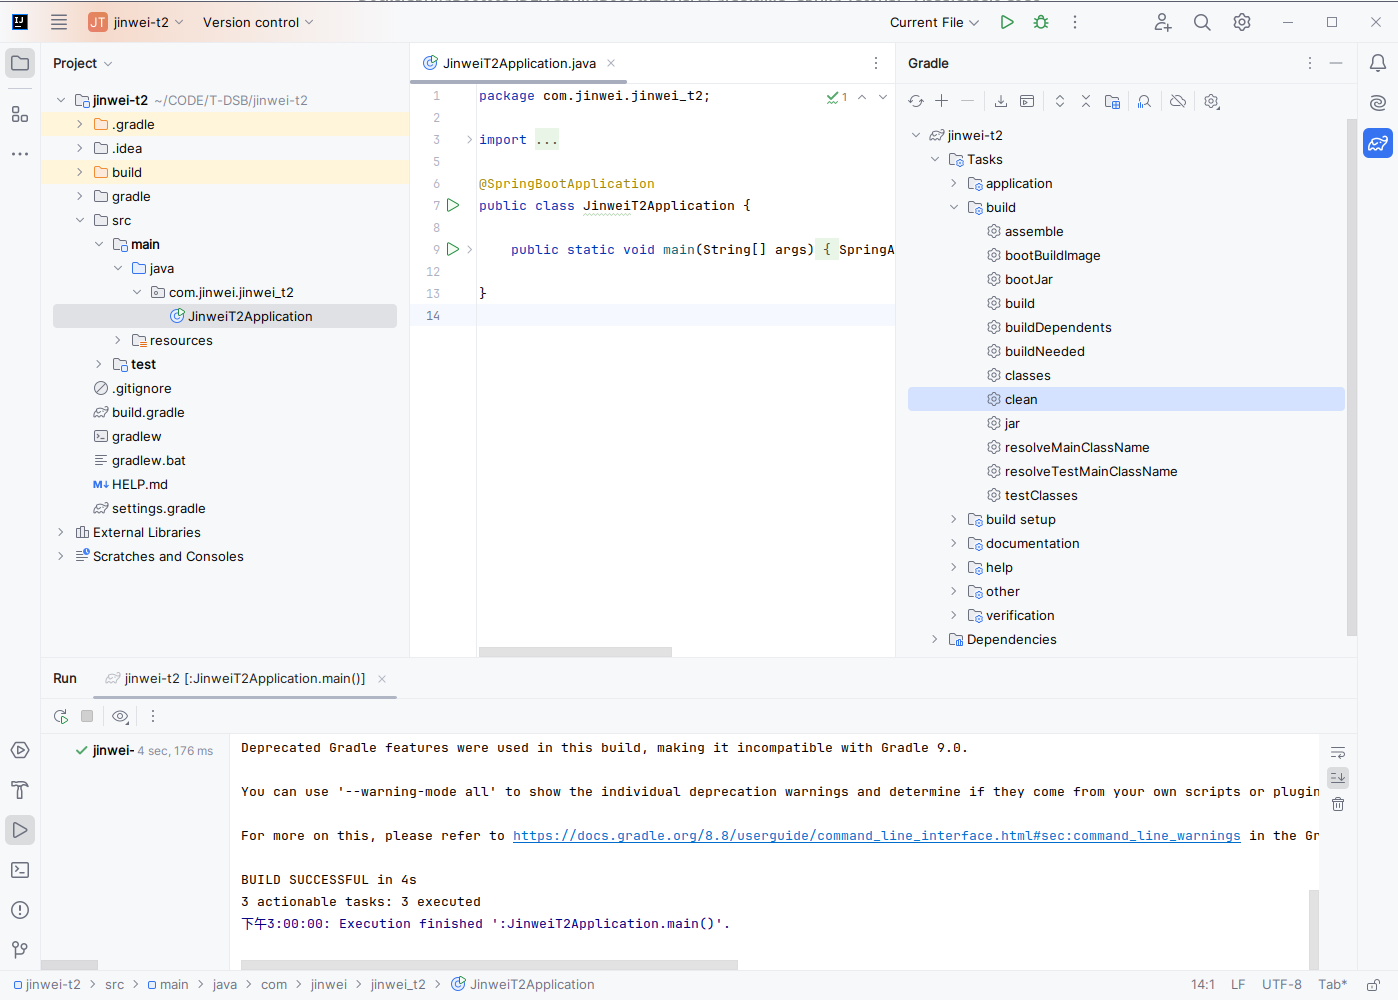 JT jinwei-t2
Version control
Current File
Project
jinwei-t2 ~/CODE/T-DSB/jinwei-t2
.gradle
.idea
build
gradle
src
main
java
com.jinwei.jinwei_t2
JinweiT2Application
resources
test
.gitignore
build.gradle
gradlew
gradlew.bat
M↓ HELP.md
settings.gradle
External Libraries
Scratches and Consoles
JinweiT2Application.java
1 package com.jinwei.jinwei_t2;
1
2
3 import ...
5
6 @SpringBootApplication
7 public class JinweiT2Application {
8
9 public static void main(String[] args) { SpringA
12
13 }
14
Gradle
jinwei-t2
Tasks
application
build
assemble
bootBuildImage
bootJar
build
buildDependents
buildNeeded
classes
clean
jar
resolveMainClassName
resolveTestMainClassName
testClasses
build setup
documentation
help
other
verification
Dependencies
Run
jinwei-t2 [:JinweiT2Application.main()]
jinwei- 4 sec, 176 ms
Deprecated Gradle features were used in this build, making it incompatible with Gradle 9.0.
You can use '--warning-mode all' to show the individual deprecation warnings and determine if they come from your own scripts or plugin
For more on this, please refer to https://docs.gradle.org/8.8/userguide/command_line_interface.html#sec:command_line_warnings in the Gr
BUILD SUCCESSFUL in 4s
3 actionable tasks: 3 executed
下午3:00:00: Execution finished ':JinweiT2Application.main()'.
jinwei-t2 > src > main > java > com > jinwei > jinwei_t2 > JinweiT2Application
14:1 LF UTF-8 Tab*